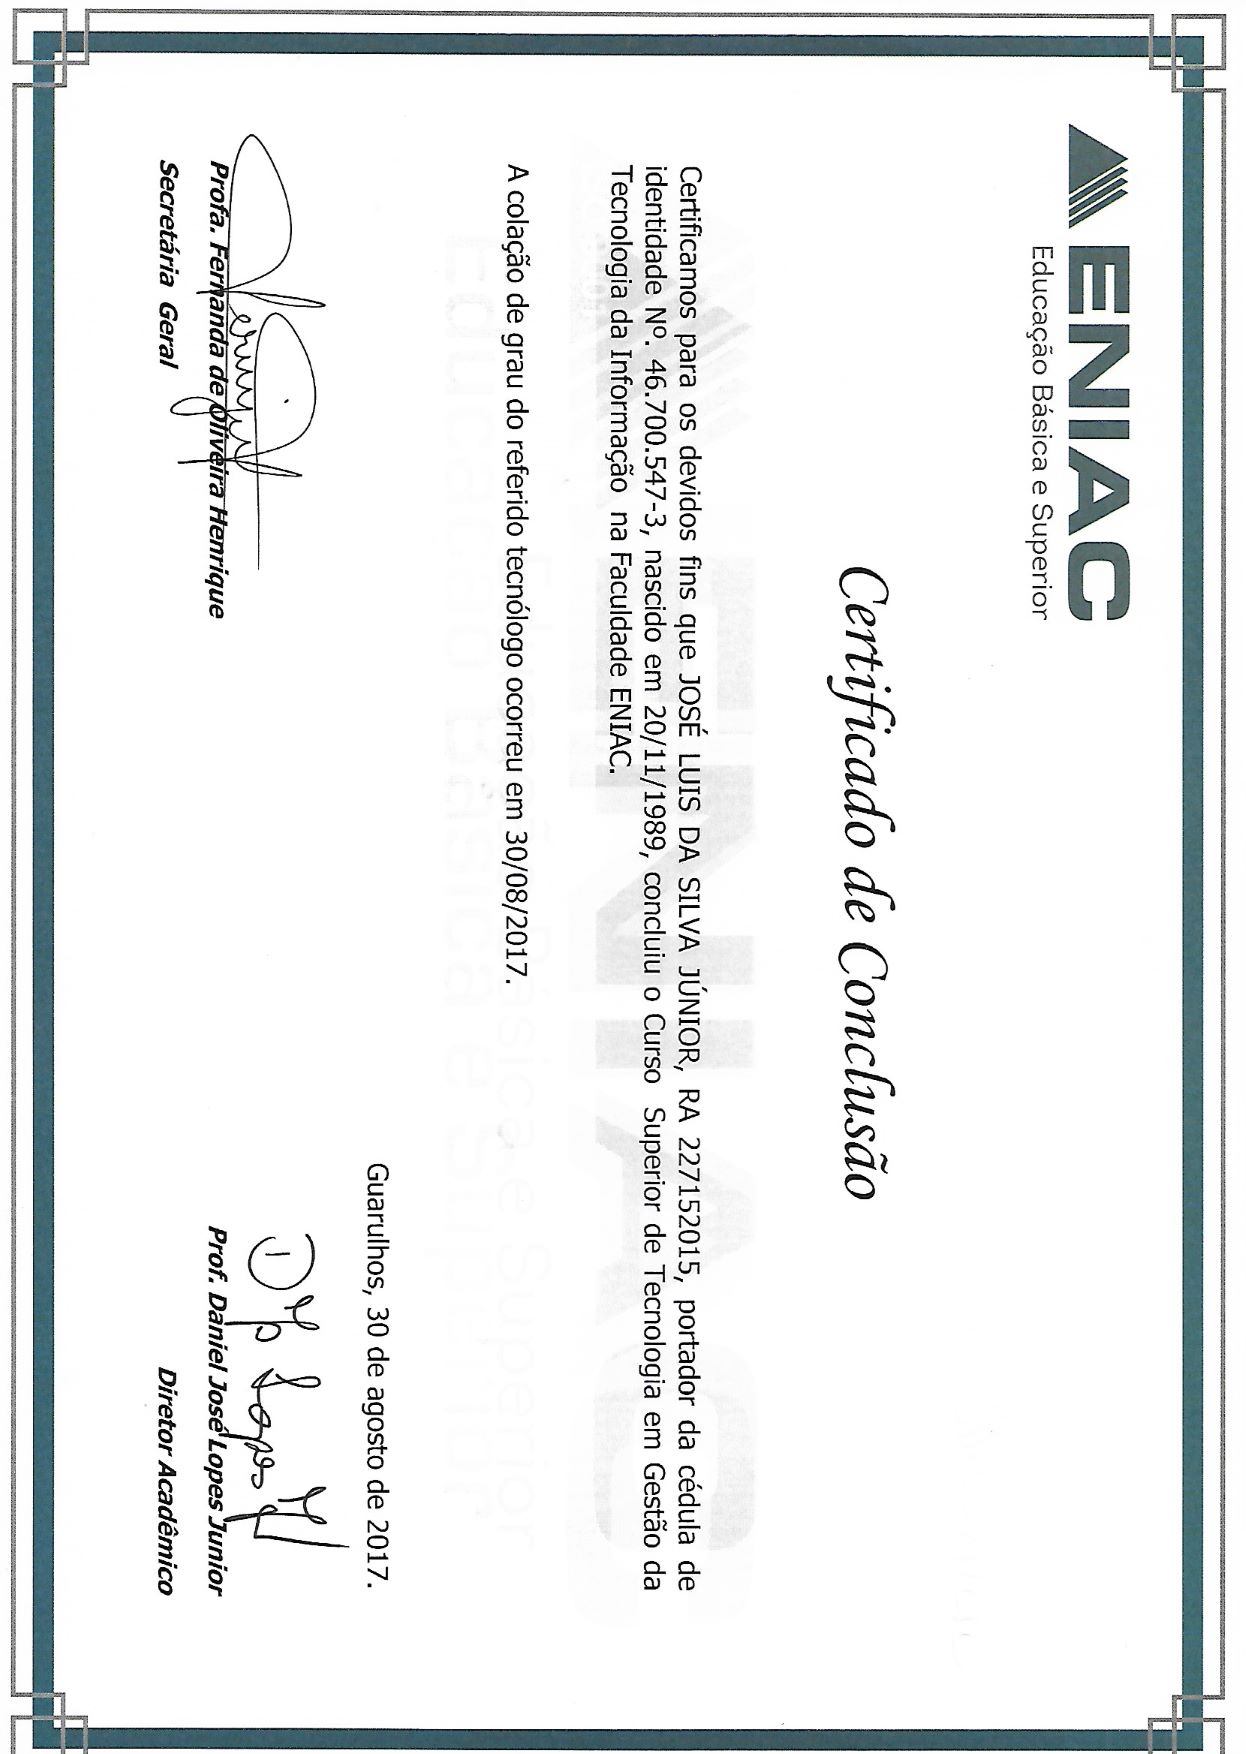 ENIAC
Educação Básica e Superior
Certificado de Conclusão
Certificamos para os devidos fins que JOSÉ LUIS DA SILVA JÚNIOR, RA 227152015, portador da cédula de
identidade Nº. 46.700.547-3, nascido em 20/11/1989, concluiu o Curso Superior de Tecnologia em Gestão da
Tecnologia da Informação na Faculdade ENIAC.
A colação de grau do referido tecnólogo ocorreu em 30/08/2017.
ENIAC
Educação Básica e Superior
Educação Básica e Superior
Guarulhos, 30 de agosto de 2017.
Profa. Fernanda de Oliveira Henrique
Secretária Geral
Prof. Daniel José Lopes Junior
Diretor Acadêmico